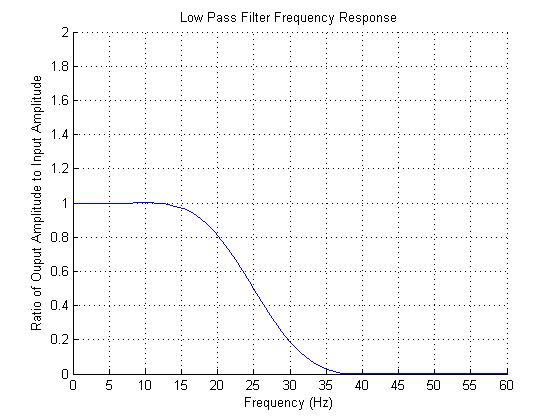 Low Pass Filter Frequency Response
2
1.8
1.6
1.4
1.2
1
0.8
0.6
0.4
0.2
0
Ratio of Ouput Amplitude to Input Amplitude
0 5 10 15 20 25 30 35 40 45 50 55 60
Frequency (Hz)